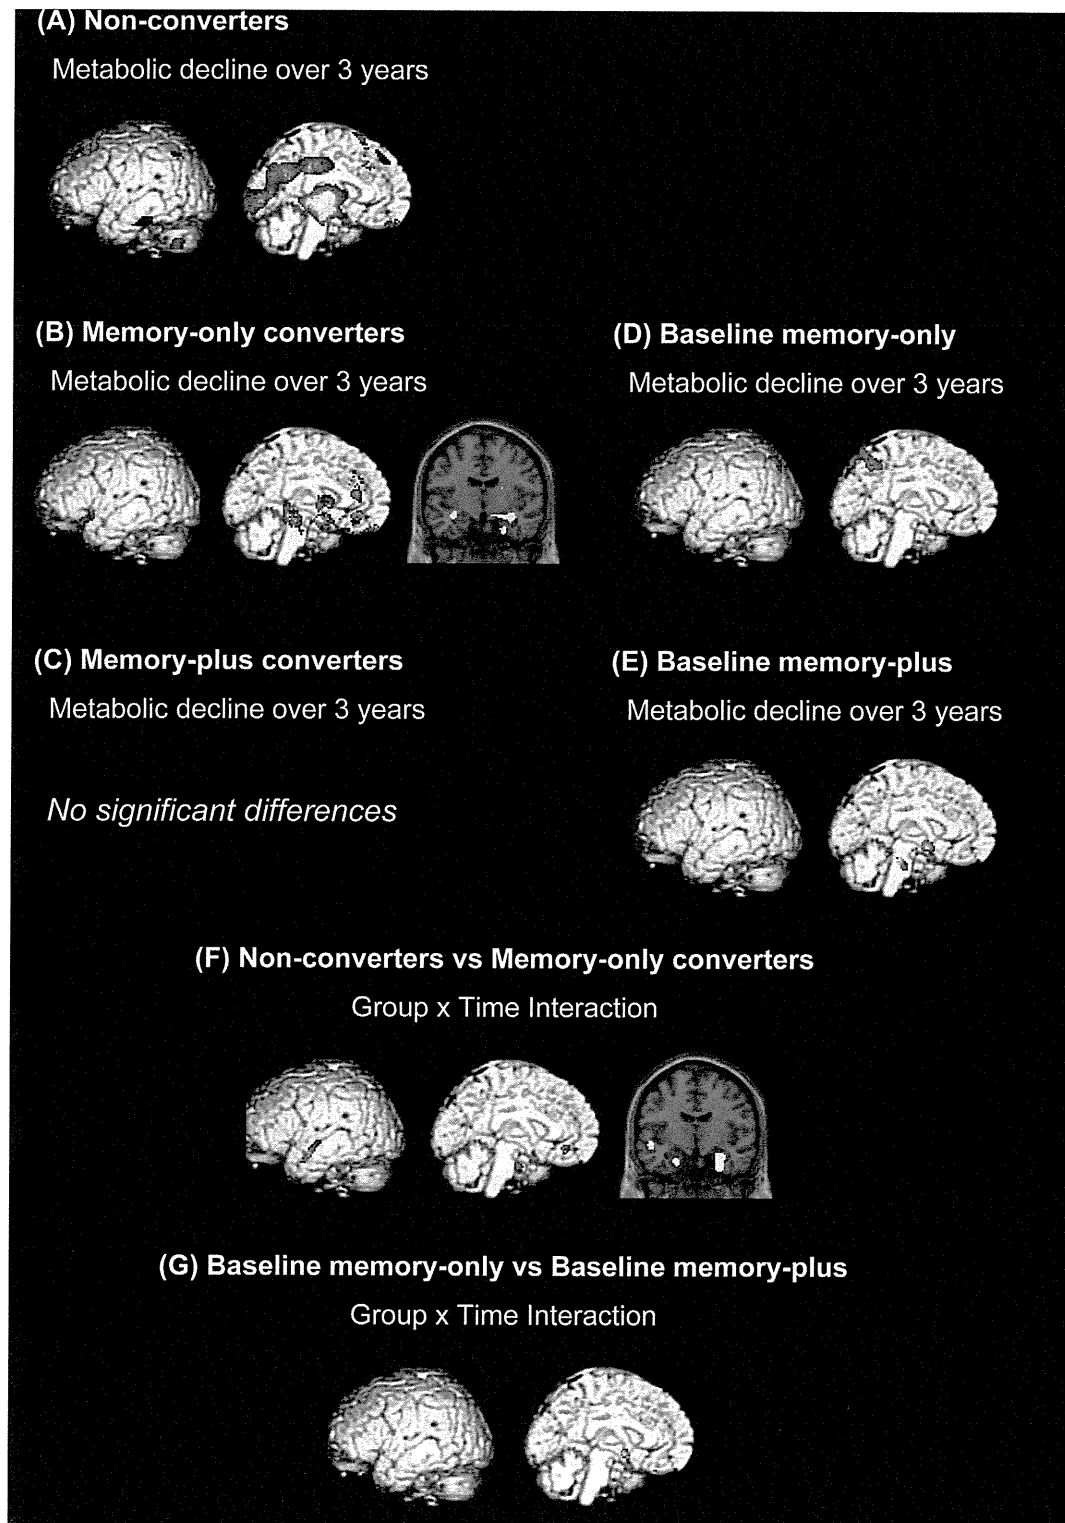 (A) Non-converters
Metabolic decline over 3 years
(B) Memory-only converters
Metabolic decline over 3 years
(D) Baseline memory-only
Metabolic decline over 3 years
(C) Memory-plus converters
Metabolic decline over 3 years
No significant differences
(E) Baseline memory-plus
Metabolic decline over 3 years
(F) Non-converters vs Memory-only converters
Group x Time Interaction
(G) Baseline memory-only vs Baseline memory-plus
Group x Time Interaction